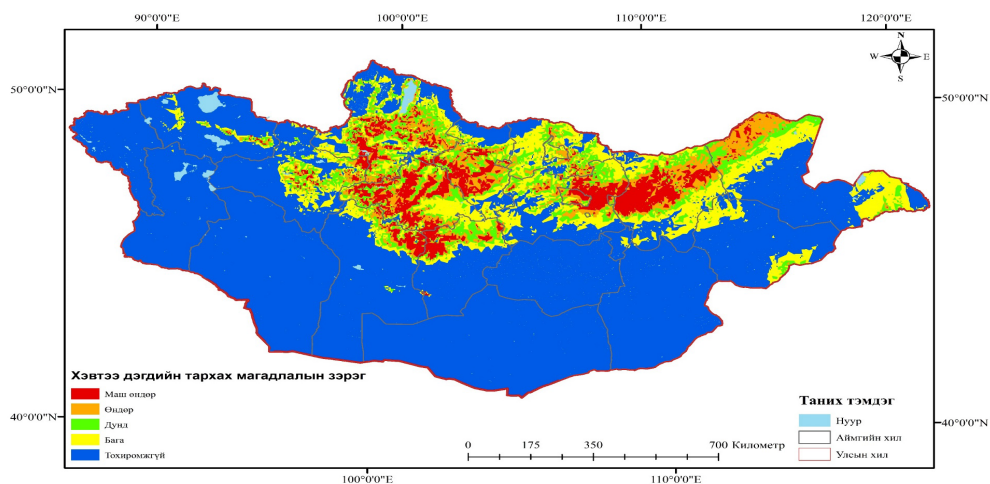 90°0'0"E 100°0'0"E 110°0'0"E 120°0'0"E
N
W E
S
50°0'0"N 50°0'0"N
Хэвтээ дэгдийн тархах магадлалын зэрэг
Маш өндөр
Өндөр
Дунд
Бага
Тохиромжгүй
Таних тэмдэг
Нуур
Аймгийн хил
Улсын хил
40°0'0"N 40°0'0"N
0 175 350 700 Километр
100°0'0"E 110°0'0"E